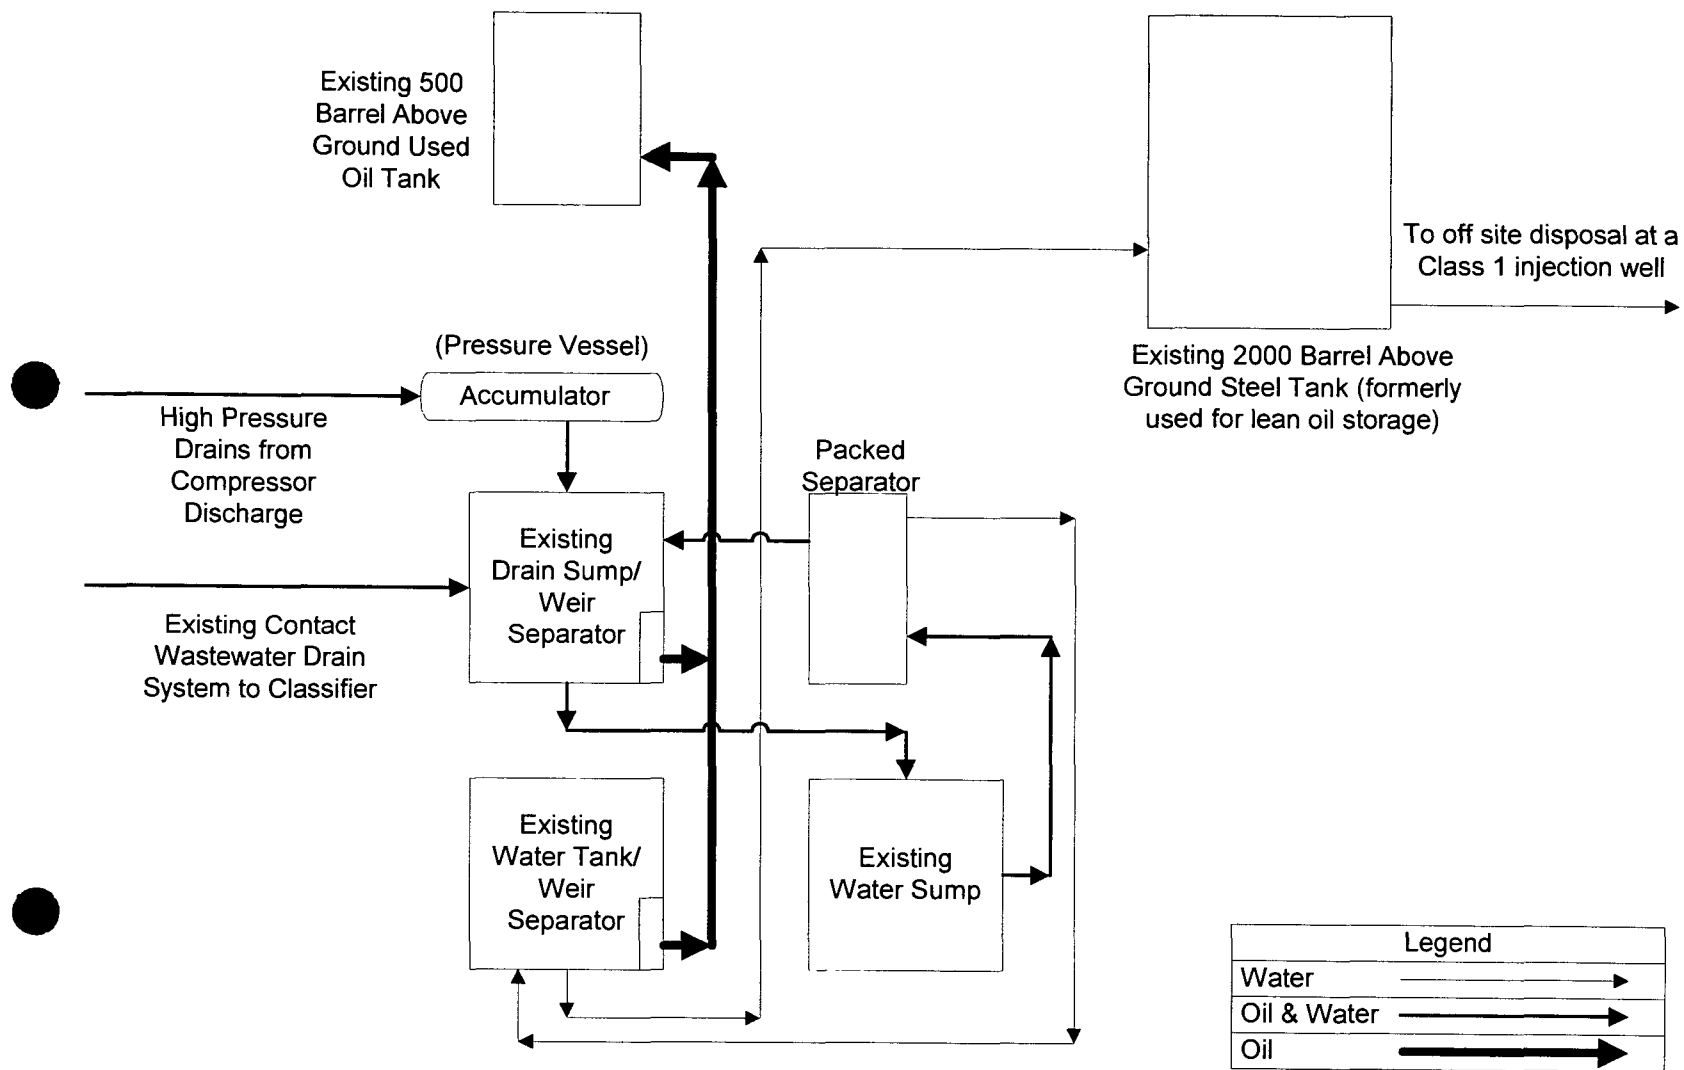 Existing 500
Barrel Above
Ground Used
Oil Tank
To off site disposal at a
Class 1 injection well
(Pressure Vessel)
Accumulator
Existing 2000 Barrel Above
Ground Steel Tank (formerly
used for lean oil storage)
High Pressure
Drains from
Compressor
Discharge
Packed
Separator
Existing
Drain Sump/
Weir
Separator
Existing Contact
Wastewater Drain
System to Classifier
Existing
Water Tank/
Weir
Separator
Existing
Water Sump
Legend
Water
Oil & Water
Oil